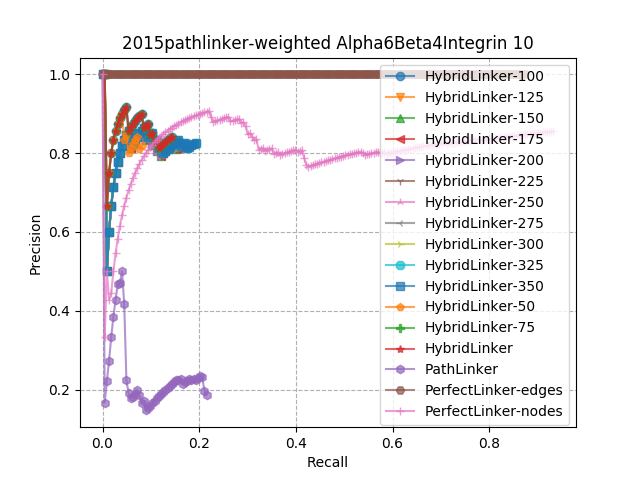 2015pathlinker-weighted Alpha6Beta4Integrin 10
1.0
0.8
0.6
0.4
0.2
Precision
0.0
0.2
0.4
0.6
0.8
Recall
HybridLinker-100
HybridLinker-125
HybridLinker-150
HybridLinker-175
HybridLinker-200
HybridLinker-225
HybridLinker-250
HybridLinker-275
HybridLinker-300
HybridLinker-325
HybridLinker-350
HybridLinker-50
HybridLinker-75
HybridLinker
PathLinker
PerfectLinker-edges
PerfectLinker-nodes